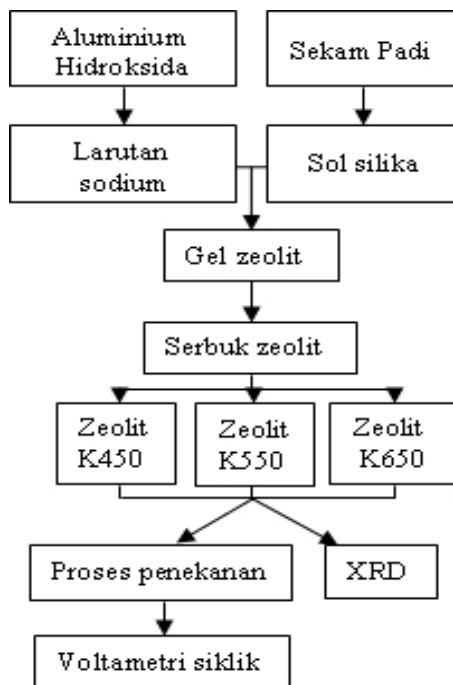 Aluminium
Hidroksida
Sekam Padi
Larutan
sodium
Sol silika
Gel zeolit
Serbuk zeolit
Zeolit
K450
Zeolit
K550
Zeolit
K650
Proses penekanan
XRD
Voltametri siklik